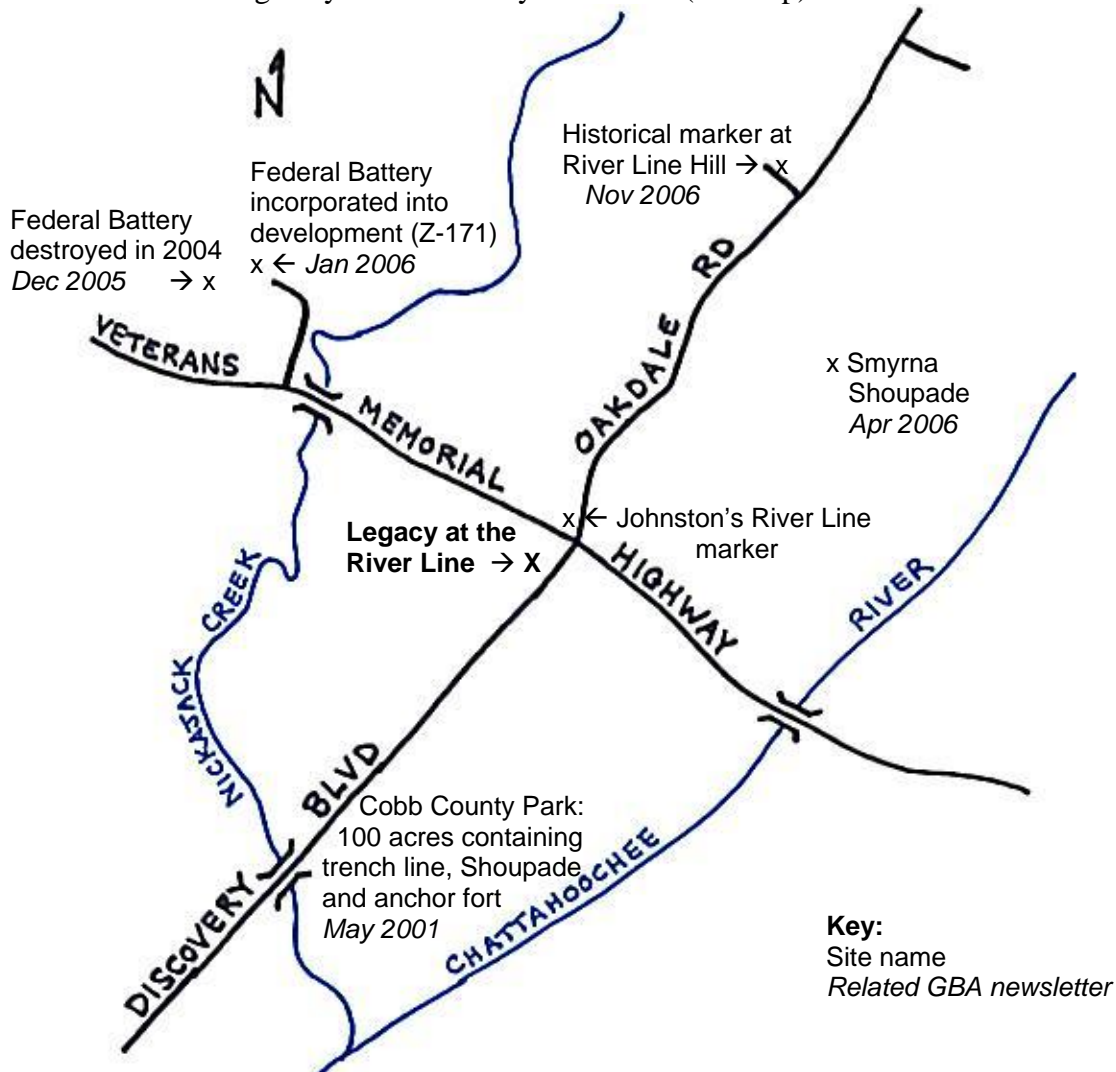 N
Historical marker at
River Line Hill → x
Nov 2006
Federal Battery
incorporated into
development (Z-171)
x ← Jan 2006
Federal Battery
destroyed in 2004
Dec 2005 → x
VETERANS MEMORIAL HIGHWAY
OAKDALE RD
x Smyrna
Shoupade
Apr 2006
x ← Johnston’s River Line
marker
Legacy at the
River Line → X
NICKAJACK CREEK
DISCOVERY BLVD
Cobb County Park:
100 acres containing
trench line, Shoupade
and anchor fort
May 2001
CHATTAHOOCHEE RIVER
Key:
Site name
Related GBA newsletter